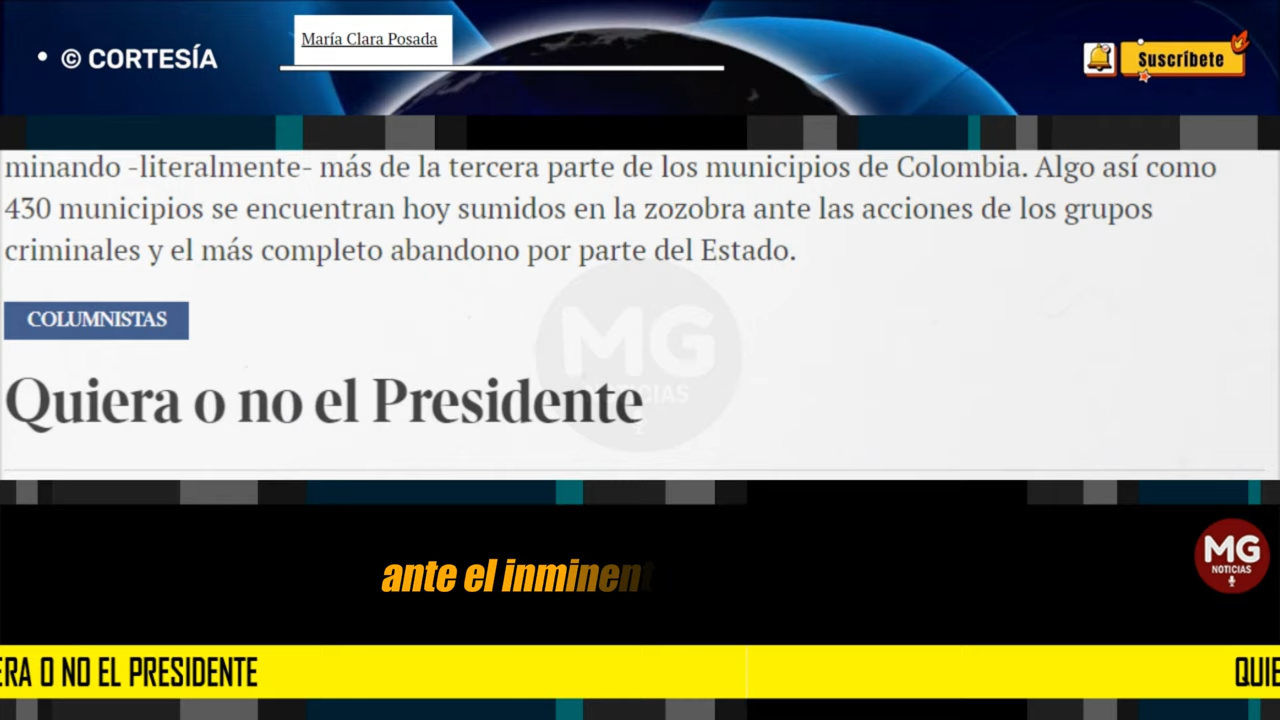 • © CORTESÍA
María Clara Posada
Suscríbete
minando -literalmente- más de la tercera parte de los municipios de Colombia. Algo así como
430 municipios se encuentran hoy sumidos en la zozobra ante las acciones de los grupos
criminales y el más completo abandono por parte del Estado.
COLUMNISTAS
MG
NOTICIAS
Quiera o no el Presidente
ante el inminent
MG
NOTICIAS
ERA O NO EL PRESIDENTE
QUIE